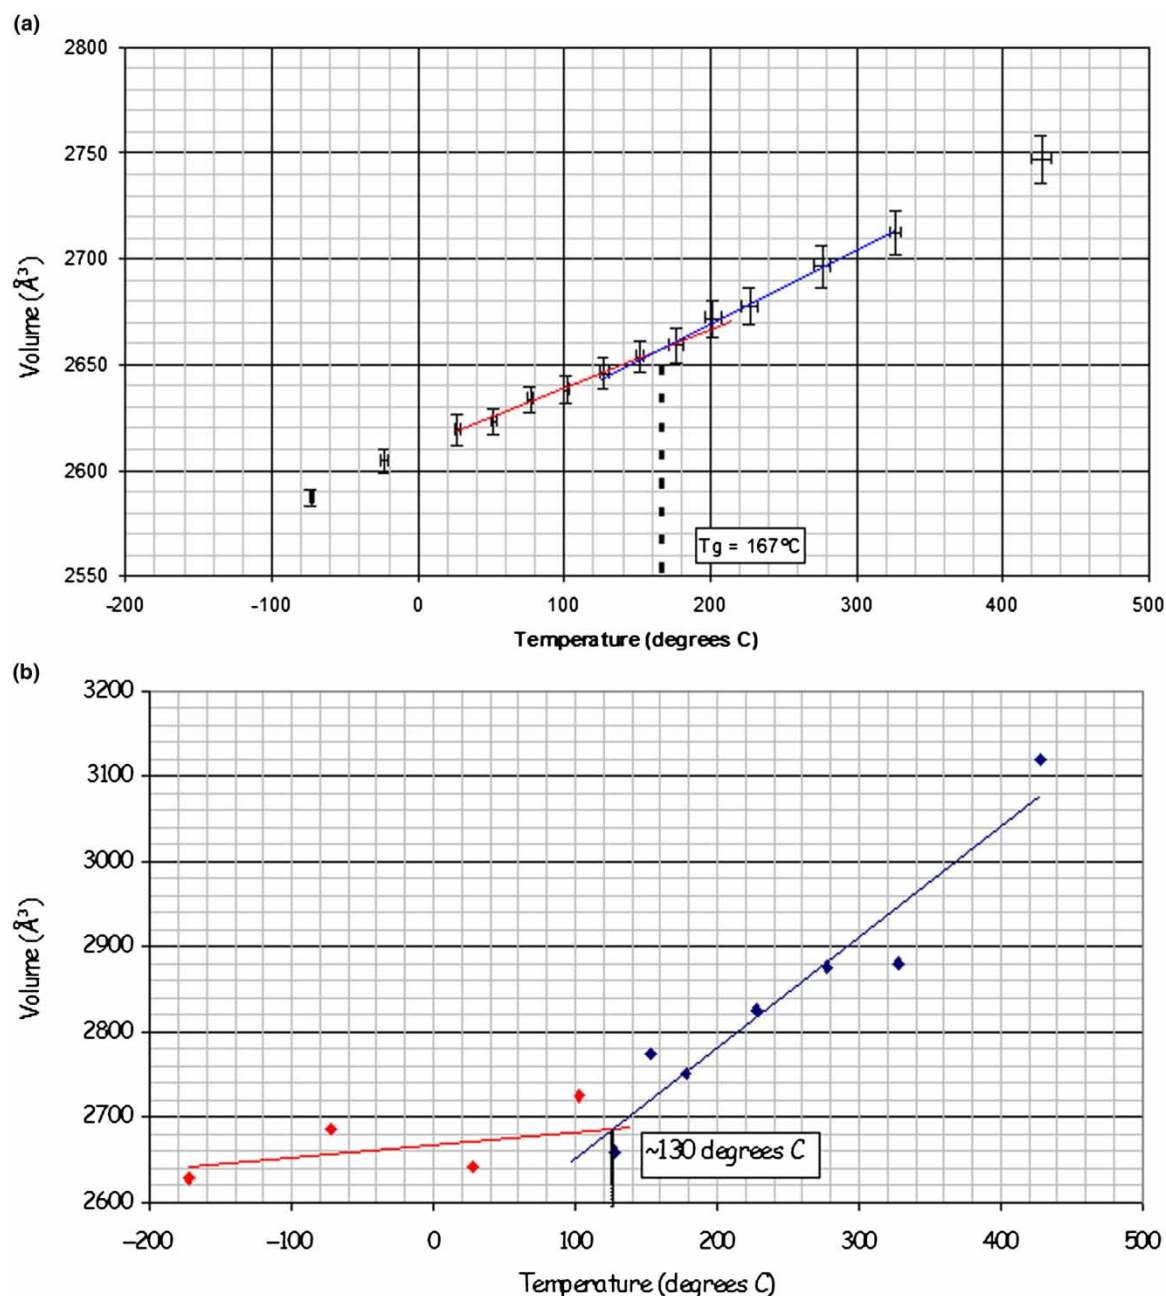 (a)
2800
2750
2700
2650
2600
2550
Volume (Å³)
-200 -100 0 100 200 300 400 500
Tg = 167ºC
Temperature (degrees C)
(b)
3200
3100
3000
2900
2800
2700
2600
Volume (Å³)
~130 degrees C
–200 –100 0 100 200 300 400 500
Temperature (degrees C)